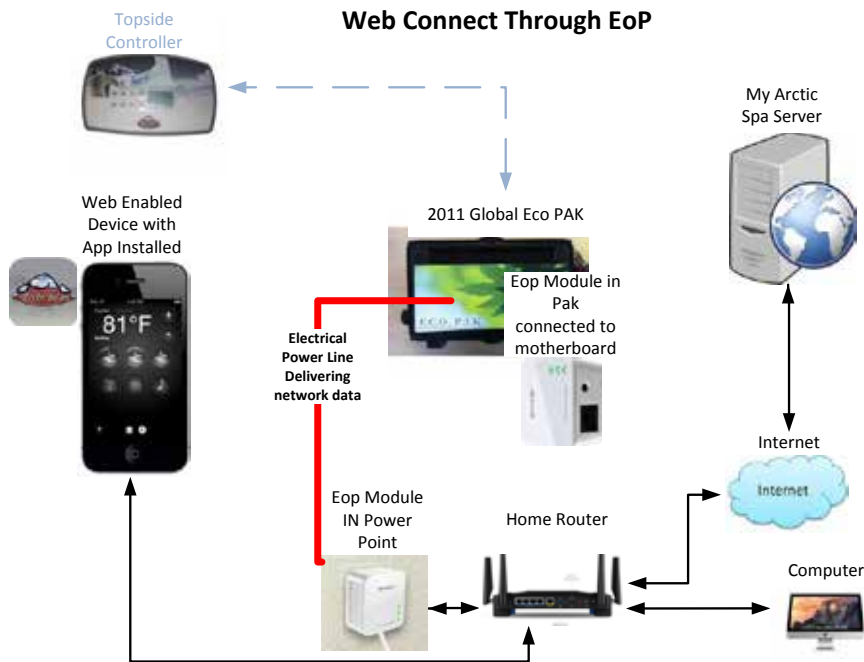 Web Connect Through EoP
Topside
Controller
My Arctic
Spa Server
Web Enabled
Device with
App Installed
2011 Global Eco PAK
Eop Module in
Pak
connected to
motherboard
ECO PAK
81°F
Electrical
Power Line
Delivering
network data
Internet
Internet
Eop Module
IN Power
Point
Home Router
Computer